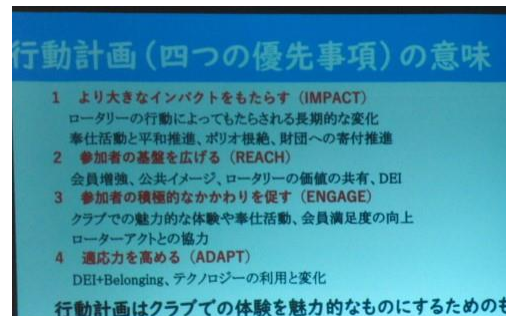 行動計画（四つの優先事項）の意味
1 より大きなインパクトをもたらす（IMPACT）
ロータリーの行動によってもたらされる長期的な変化
奉仕活動と平和推進、ポリオ根絶、財団への寄付推進
2 参加者の基盤を広げる（REACH）
会員増強、公共イメージ、ロータリーの価値の共有、DEI
3 参加者の積極的なかかわりを促す（ENGAGE）
クラブでの魅力的な体験や奉仕活動、会員満足度の向上
ローターアクトとの協力
4 適応力を高める（ADAPT）
DEI+Belonging、テクノロジーの利用と変化
行動計画はクラブでの体験を魅力的なものにするための